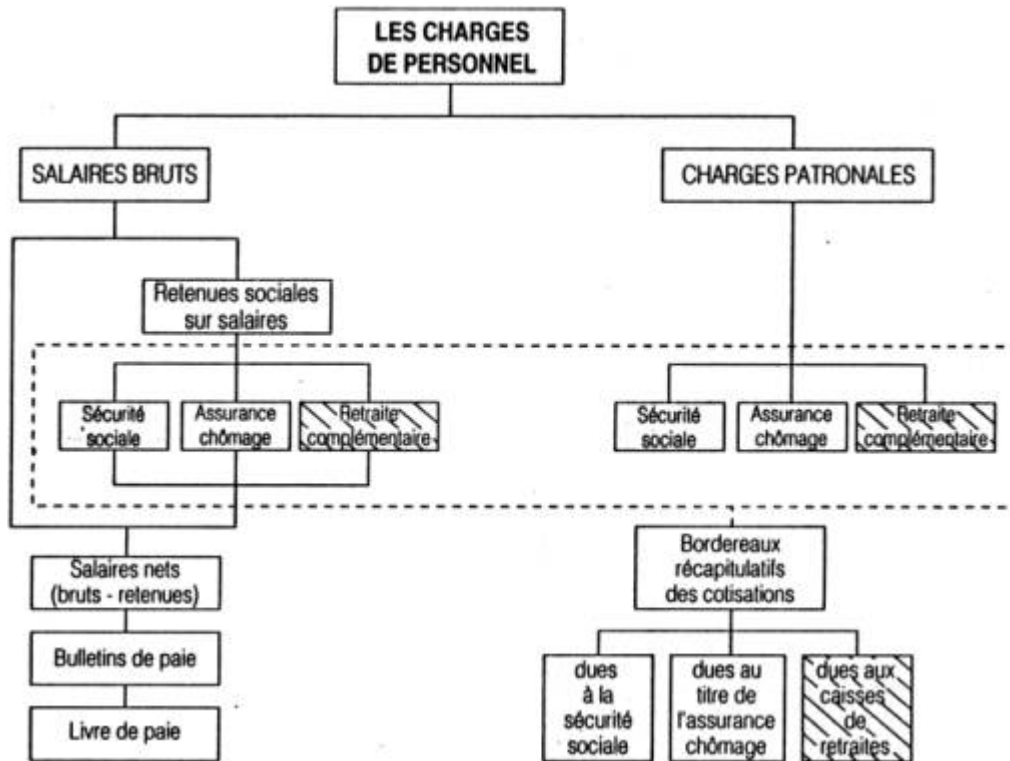 LES CHARGES
DE PERSONNEL
SALAIRES BRUTS
CHARGES PATRONALES
Retenues sociales
sur salaires
Sécurité
sociale
Assurance
chômage
Retraite
complémentaire
Sécurité
sociale
Assurance
chômage
Retraite
complémentaire
Salaires nets
(bruts - retenues)
Bulletins de paie
Livre de paie
Bordereaux
récapitulatifs
des cotisations
dues
à la
sécurité
sociale
dues au
titre de
l'assurance
chômage
dues aux
caisses
de
retraites